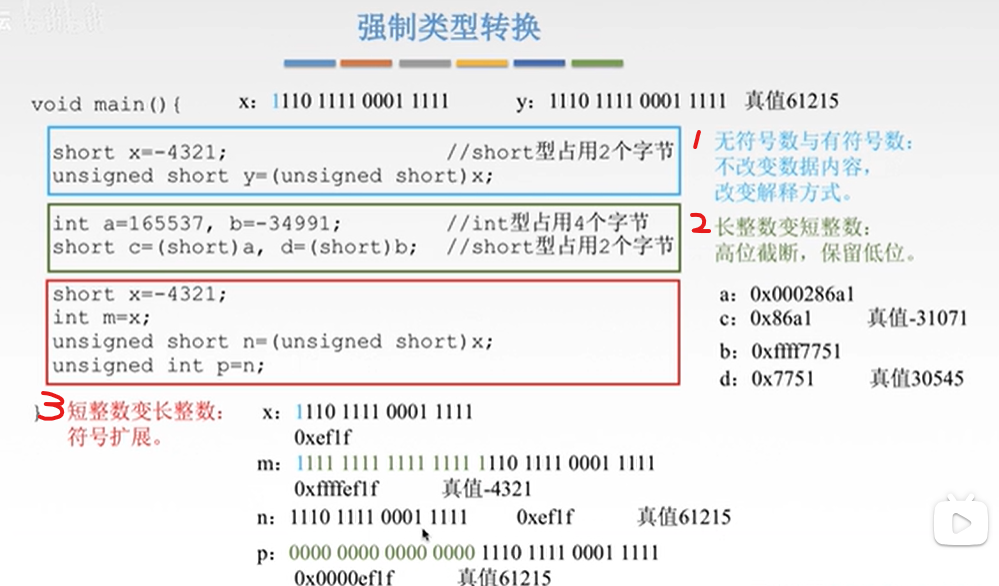 强制类型转换
void main(){ x: 1110 1111 0001 1111 y: 1110 1111 0001 1111 真值61215
short x=-4321; //short型占用2个字节
unsigned short y=(unsigned short)x;
1 无符号数与有符号数:
不改变数据内容,
改变解释方式。
int a=165537, b=-34991; //int型占用4个字节
short c=(short)a, d=(short)b; //short型占用2个字节
2 长整数变短整数:
高位截断,保留低位。
short x=-4321;
int m=x;
unsigned short n=(unsigned short)x;
unsigned int p=n;
a: 0x000286a1
c: 0x86a1 真值-31071
b: 0xffff7751
d: 0x7751 真值30545
}
3 短整数变长整数:
符号扩展。
x: 1110 1111 0001 1111
0xef1f
m: 1111 1111 1111 1111 1110 1111 0001 1111
0xffffef1f 真值-4321
n: 1110 1111 0001 1111 0xef1f 真值61215
p: 0000 0000 0000 0000 1110 1111 0001 1111
0x0000ef1f 真值61215